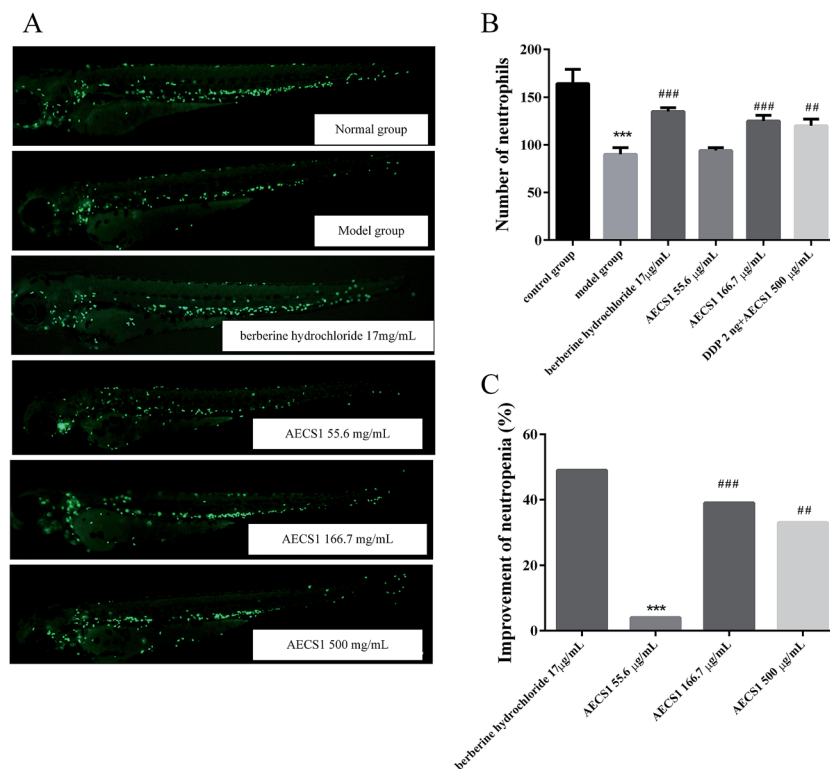 A
Normal group
Model group
berberine hydrochloride 17mg/mL
AECS1 55.6 mg/mL
AECS1 166.7 mg/mL
AECS1 500 mg/mL
B
Number of neutrophils
200
150
100
50
0
***
###
###
##
control group
model group
berberine hydrochloride 17μg/mL
AECS1 55.6 μg/mL
AECS1 166.7 μg/mL
DDP 2 ng+AECS1 500 μg/mL
C
Improvement of neutropenia (%)
60
40
20
0
***
###
##
berberine hydrochloride 17μg/mL
AECS1 55.6 μg/mL
AECS1 166.7 μg/mL
AECS1 500 μg/mL